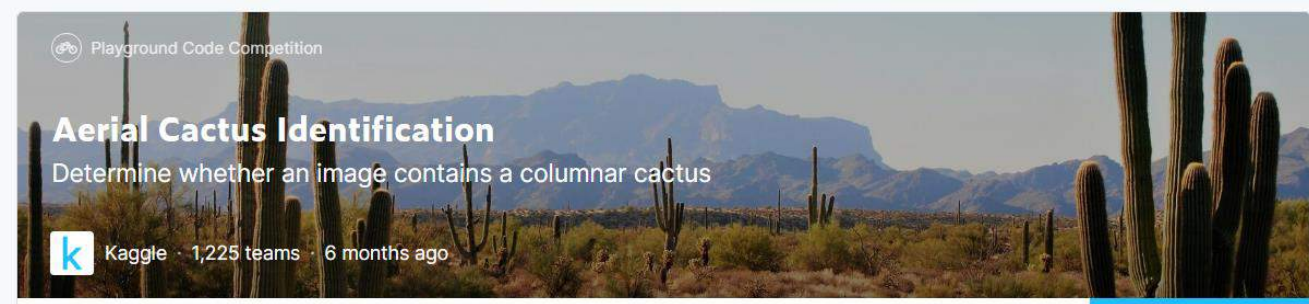 Playground Code Competition
Aerial Cactus Identification
Determine whether an image contains a columnar cactus
k Kaggle · 1,225 teams · 6 months ago